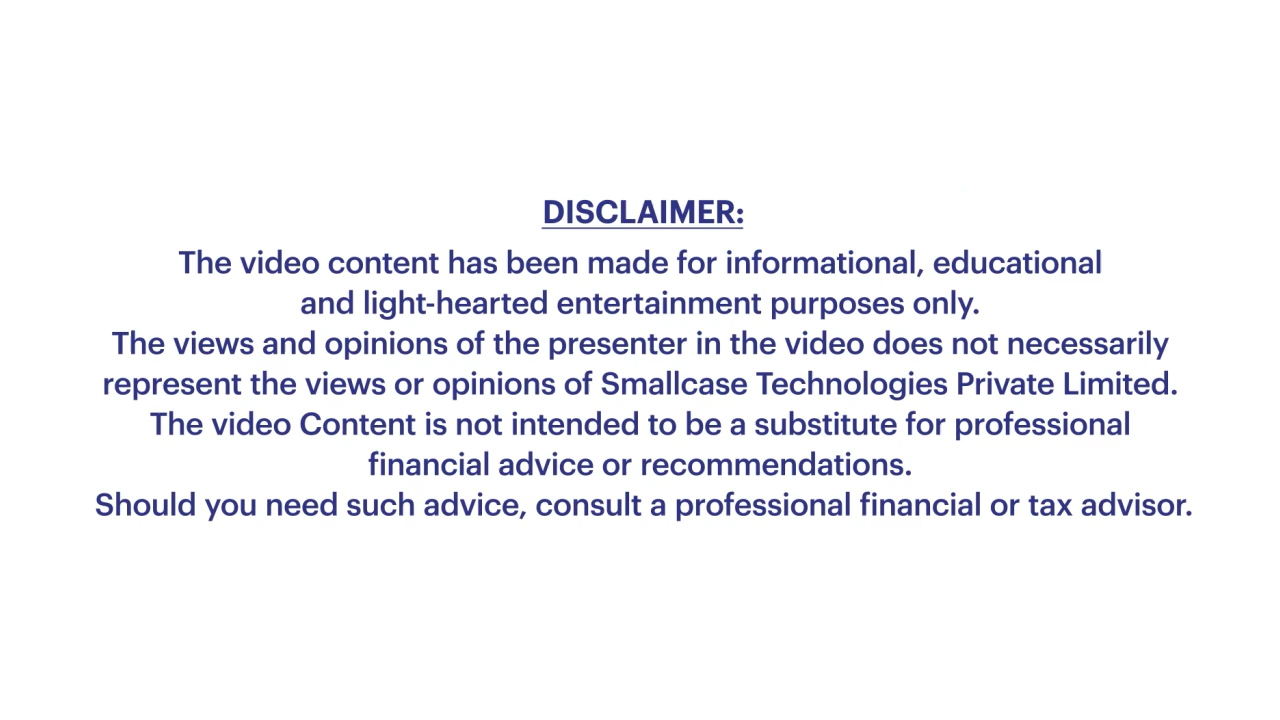 DISCLAIMER:
The video content has been made for informational, educational
and light-hearted entertainment purposes only.
The views and opinions of the presenter in the video does not necessarily
represent the views or opinions of Smallcase Technologies Private Limited.
The video Content is not intended to be a substitute for professional
financial advice or recommendations.
Should you need such advice, consult a professional financial or tax advisor.